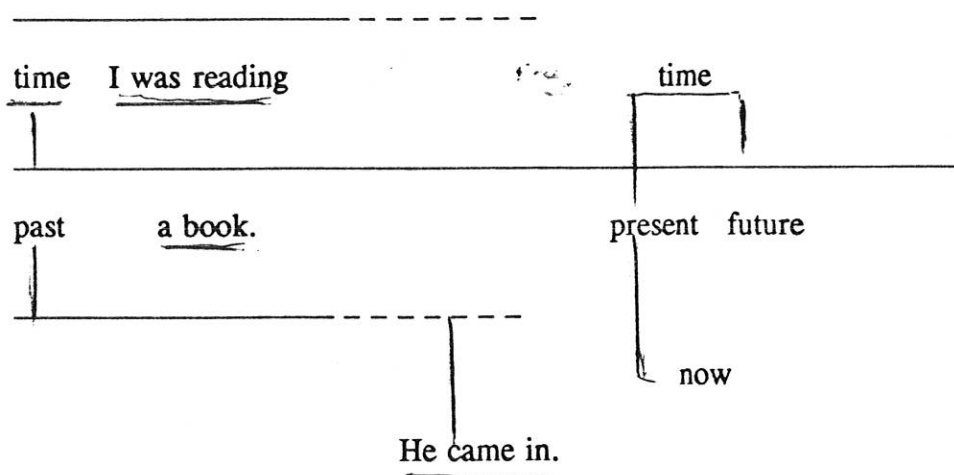 time I was reading time
past a book. present future
now
He came in.